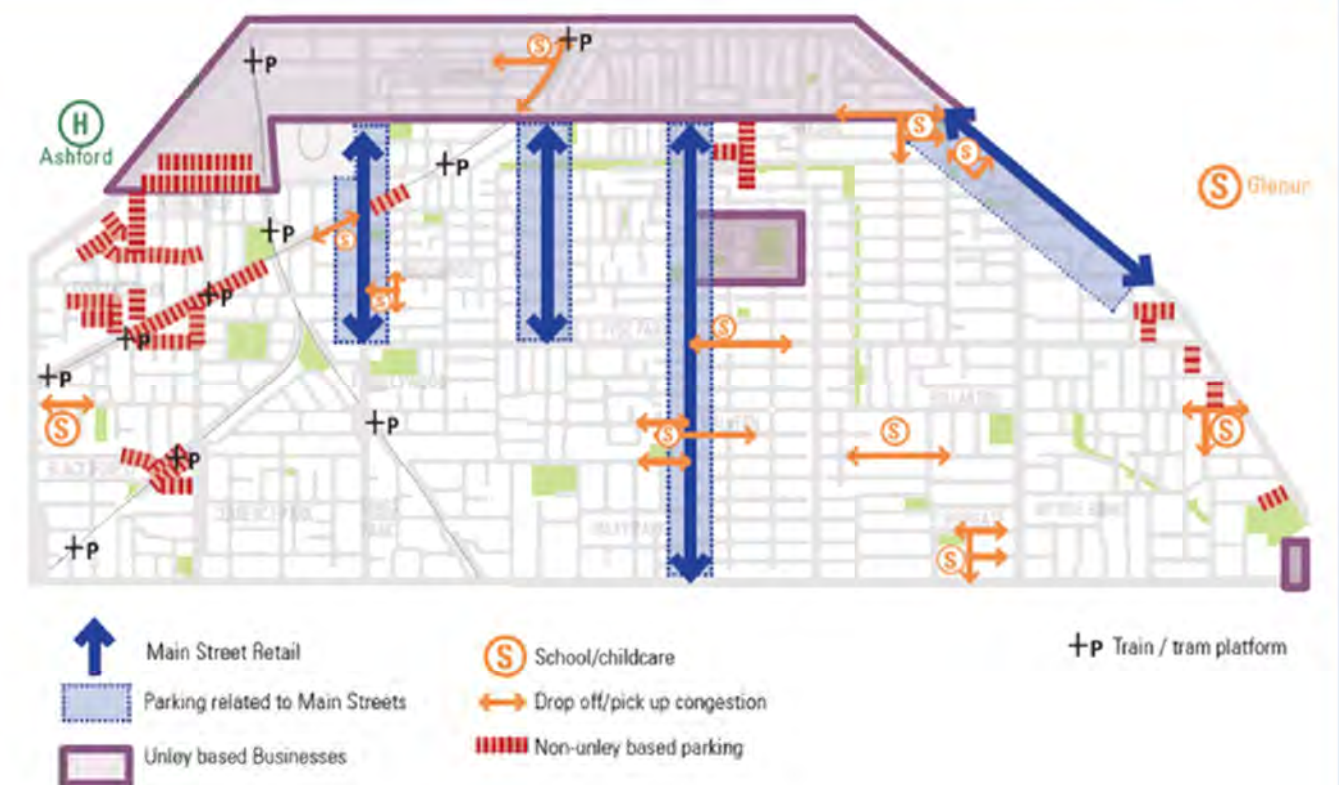 +P
S
+P
H
Ashford
S
S
+P
S
Glenun
+P
S
S
+P
+P
S
+P
S
+P
S
S
S
+P
S
+P
+P
S
Main Street Retail
S School/childcare
+P Train / tram platform
Parking related to Main Streets
Drop off/pick up congestion
Unley based Businesses
Non-unley based parking